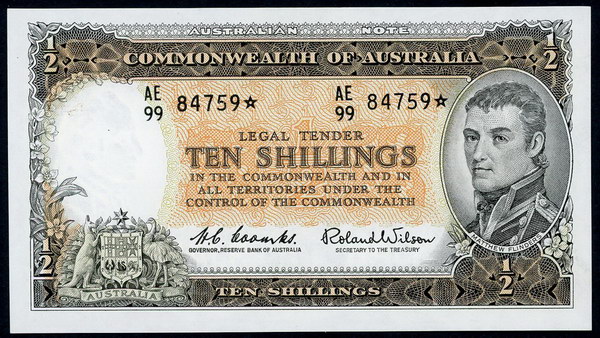 AUSTRALIAN NOTE
1/2 COMMONWEALTH OF AUSTRALIA 1/2
AE 99 84759★ AE 99 84759★
LEGAL TENDER
TEN SHILLINGS
IN THE COMMONWEALTH AND IN
ALL TERRITORIES UNDER THE
CONTROL OF THE COMMONWEALTH
H.C. Coombs. Roland Wilson
GOVERNOR, RESERVE BANK OF AUSTRALIA SECRETARY TO THE TREASURY
MATTHEW FLINDERS
1/2 1/2
AUSTRALIA
TEN SHILLINGS